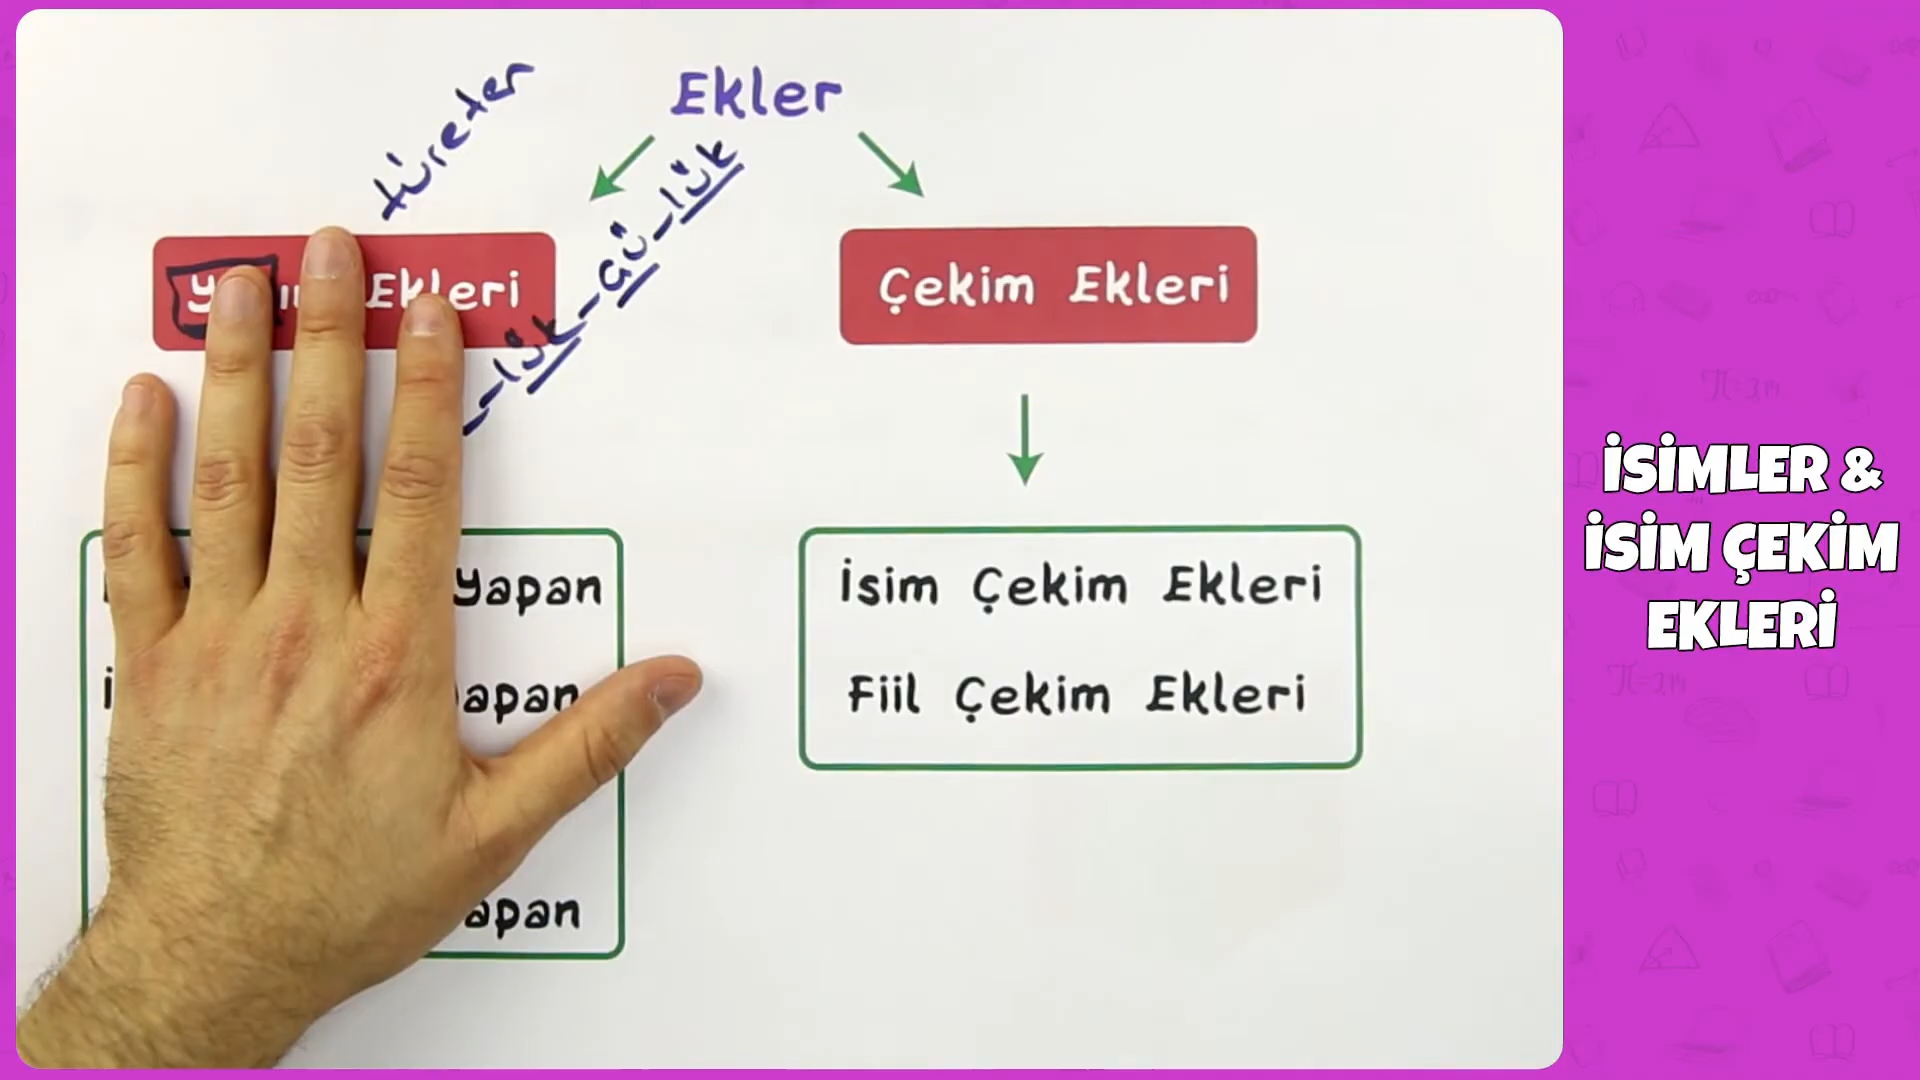 Ekler
türeter
Ekleri
-lük-cü-lük
Çekim Ekleri
Yapan
apan
apan
İsim Çekim Ekleri
Fiil Çekim Ekleri
İSİMLER &
İSİM ÇEKİM
EKLERİ